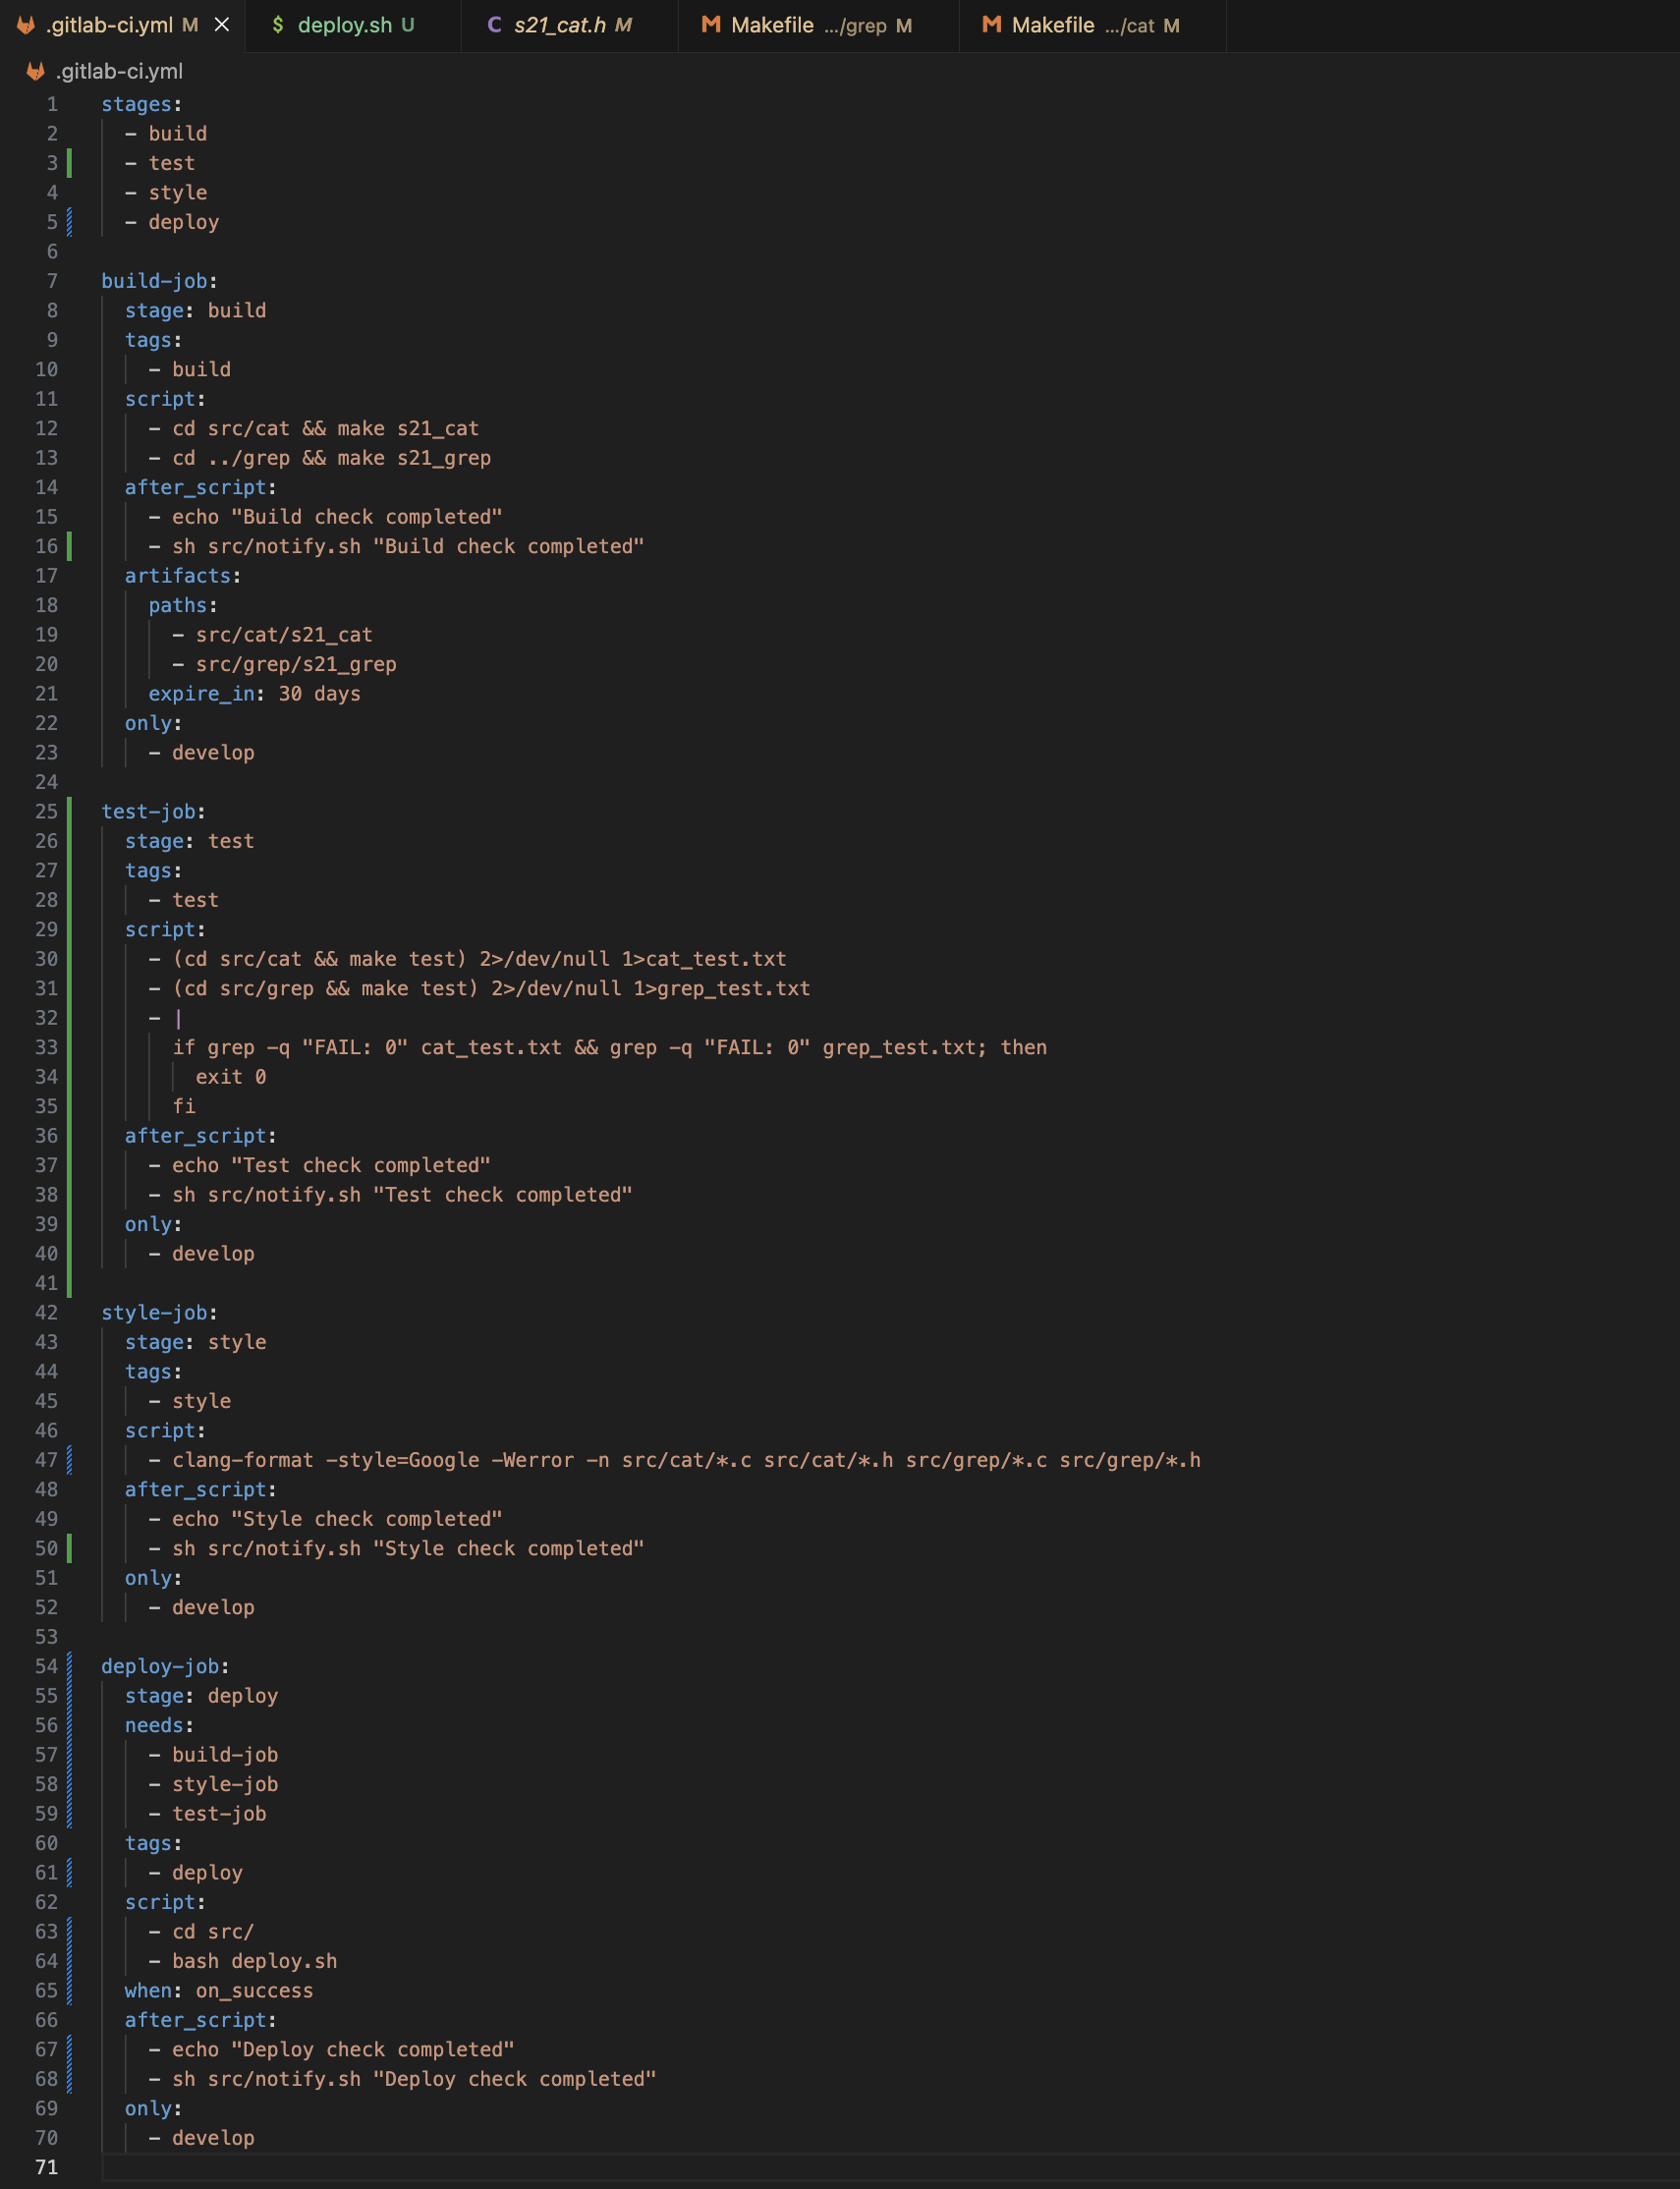 .gitlab-ci.yml M
$ deploy.sh U
C s21_cat.h M
M Makefile .../grep M
M Makefile .../cat M
.gitlab-ci.yml
1 stages:
2   - build
3   - test
4   - style
5   - deploy
6
7 build-job:
8   stage: build
9   tags:
10     - build
11   script:
12     - cd src/cat && make s21_cat
13     - cd ../grep && make s21_grep
14   after_script:
15     - echo "Build check completed"
16     - sh src/notify.sh "Build check completed"
17   artifacts:
18     paths:
19       - src/cat/s21_cat
20       - src/grep/s21_grep
21     expire_in: 30 days
22   only:
23     - develop
24
25 test-job:
26   stage: test
27   tags:
28     - test
29   script:
30     - (cd src/cat && make test) 2>/dev/null 1>cat_test.txt
31     - (cd src/grep && make test) 2>/dev/null 1>grep_test.txt
32     - |
33       if grep -q "FAIL: 0" cat_test.txt && grep -q "FAIL: 0" grep_test.txt; then
34         exit 0
35       fi
36   after_script:
37     - echo "Test check completed"
38     - sh src/notify.sh "Test check completed"
39   only:
40     - develop
41
42 style-job:
43   stage: style
44   tags:
45     - style
46   script:
47     - clang-format -style=Google -Werror -n src/cat/*.c src/cat/*.h src/grep/*.c src/grep/*.h
48   after_script:
49     - echo "Style check completed"
50     - sh src/notify.sh "Style check completed"
51   only:
52     - develop
53
54 deploy-job:
55   stage: deploy
56   needs:
57     - build-job
58     - style-job
59     - test-job
60   tags:
61     - deploy
62   script:
63     - cd src/
64     - bash deploy.sh
65   when: on_success
66   after_script:
67     - echo "Deploy check completed"
68     - sh src/notify.sh "Deploy check completed"
69   only:
70     - develop
71